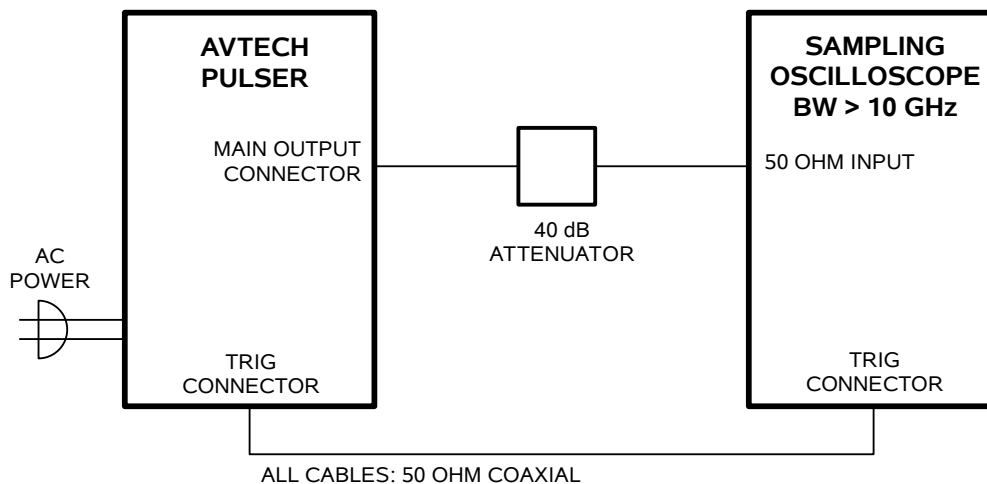 AVTECH
PULSER
SAMPLING
OSCILLOSCOPE
BW > 10 GHz
MAIN OUTPUT
CONNECTOR
50 OHM INPUT
40 dB
ATTENUATOR
AC
POWER
TRIG
CONNECTOR
TRIG
CONNECTOR
ALL CABLES: 50 OHM COAXIAL